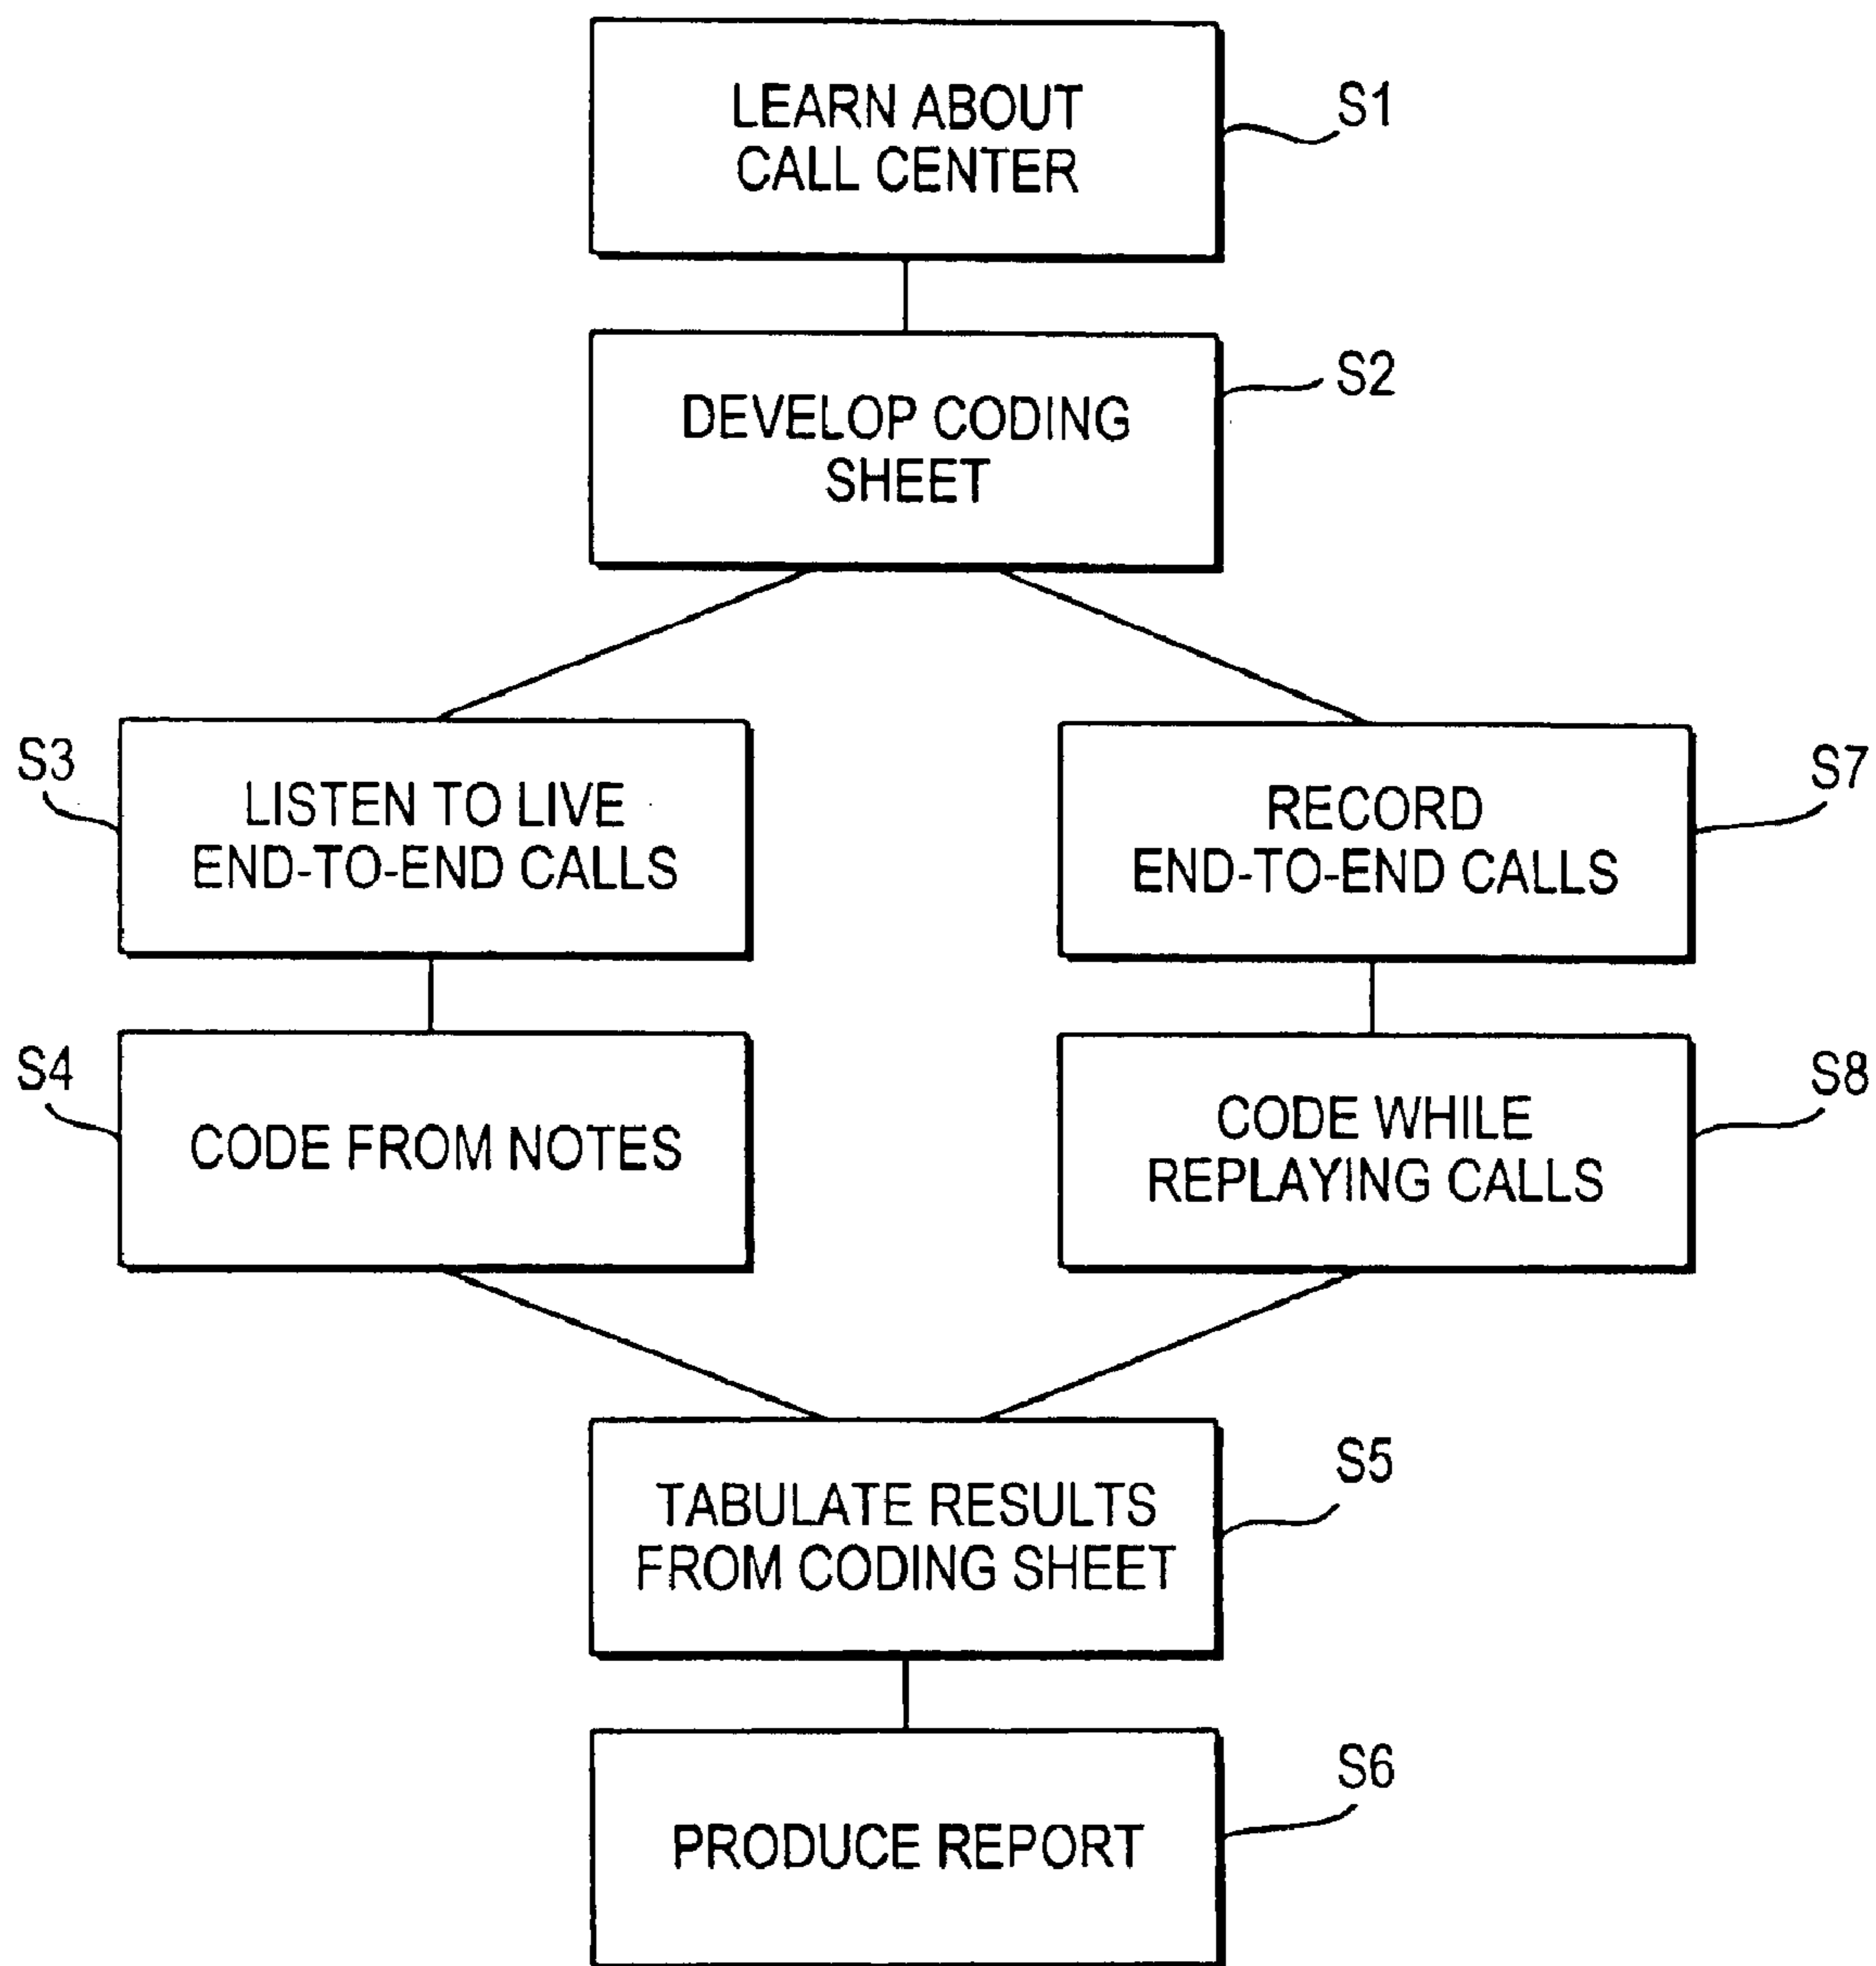 LEARN ABOUT
CALL CENTER
S1
DEVELOP CODING
SHEET
S2
S3
LISTEN TO LIVE
END-TO-END CALLS
RECORD
END-TO-END CALLS
S7
S4
CODE FROM NOTES
CODE WHILE
REPLAYING CALLS
S8
TABULATE RESULTS
FROM CODING SHEET
S5
PRODUCE REPORT
S6